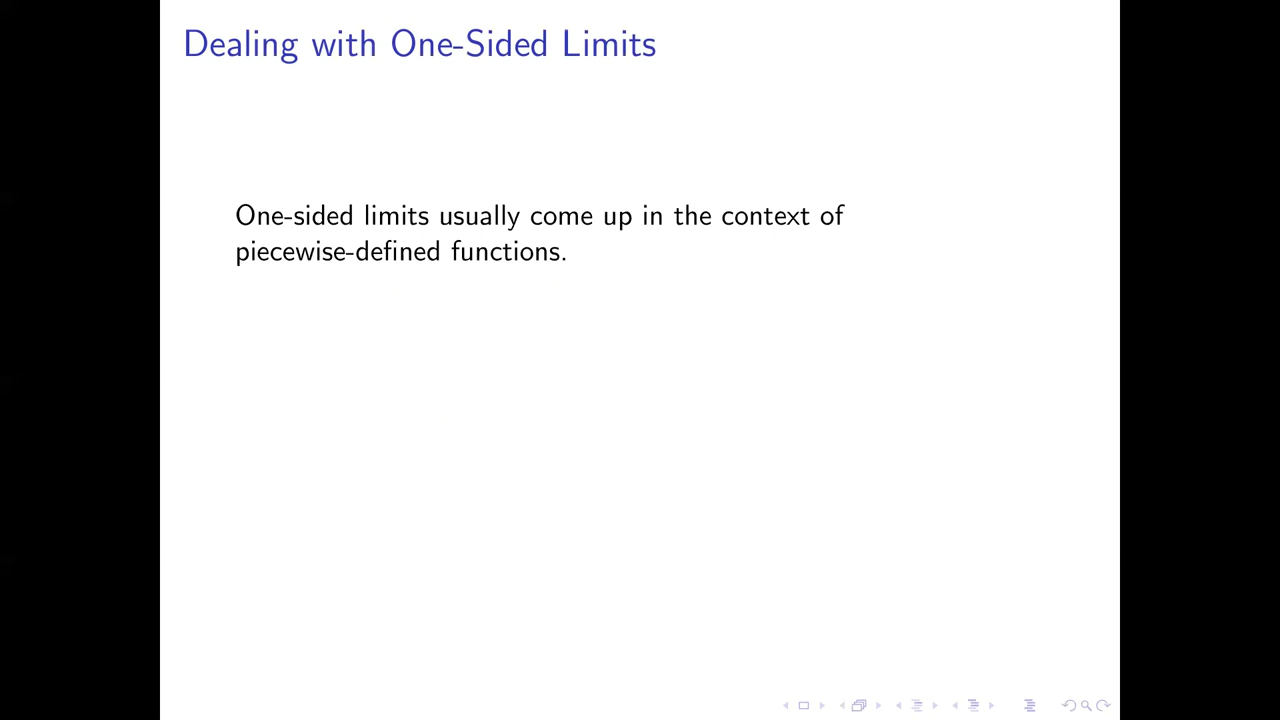 Dealing with One-Sided Limits
One-sided limits usually come up in the context of
piecewise-defined functions.